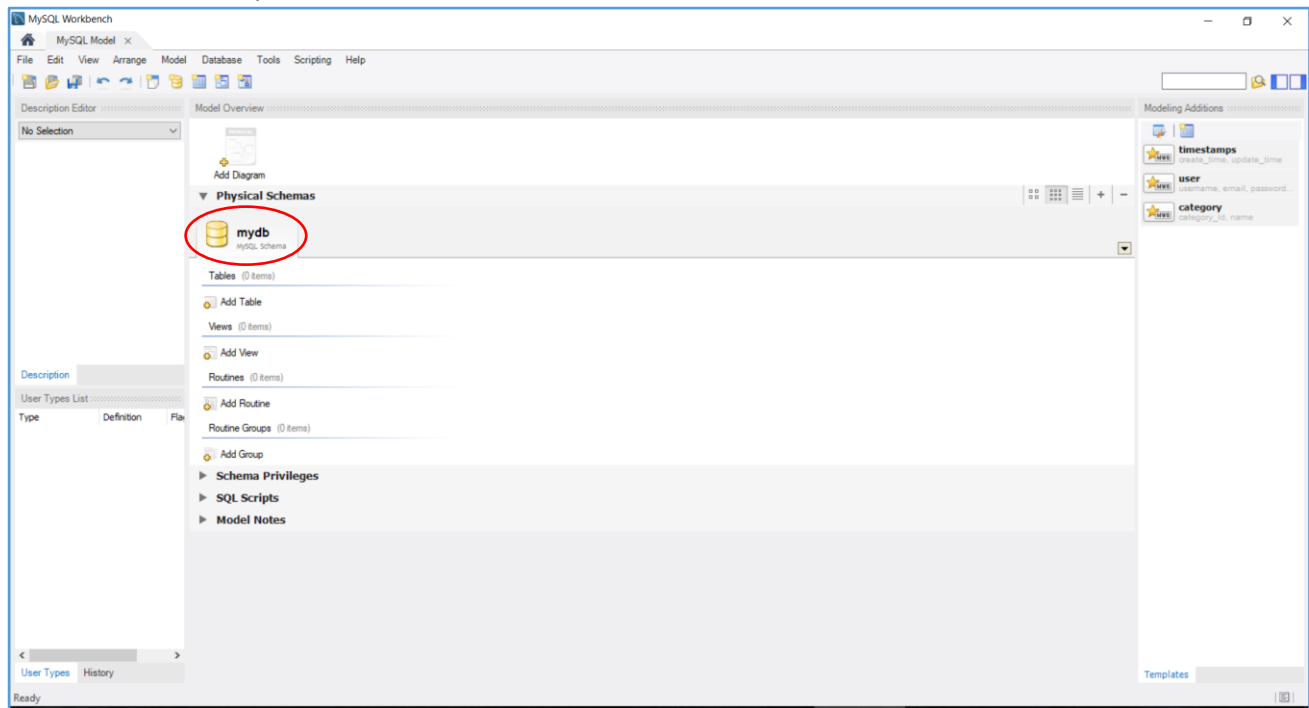 MySQL Workbench
MySQL Model ×
File Edit View Arrange Model Database Tools Scripting Help
Description Editor
Model Overview
Modeling Additions
No Selection
Add Diagram
Physical Schemas
mydb
MySQL Schema
timestamps
create_time, update_time
user
username, email, password...
category
category_id, name
Tables (0 items)
Add Table
Views (0 items)
Add View
Routines (0 items)
Add Routine
Routine Groups (0 items)
Add Group
Schema Privileges
SQL Scripts
Model Notes
Description
User Types List
Type Definition Fla
User Types History
Templates
Ready